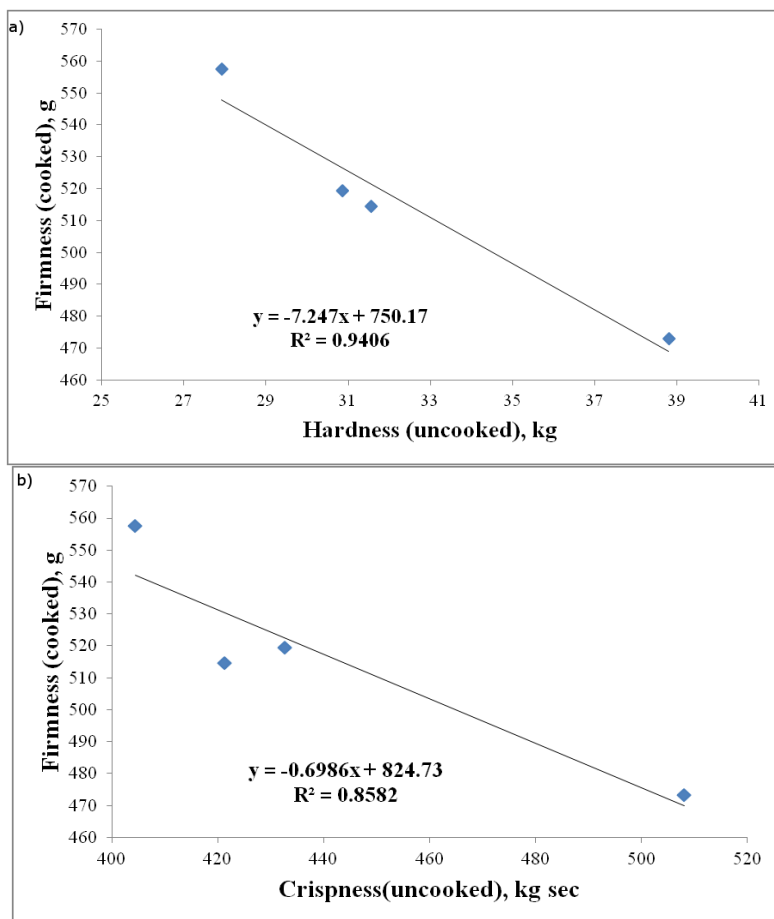 a)
570
560
550
540
530
520
510
500
490
480
470
460
Firmness (cooked), g
y = -7.247x + 750.17
R² = 0.9406
25 27 29 31 33 35 37 39 41
Hardness (uncooked), kg
b)
570
560
550
540
530
520
510
500
490
480
470
460
Firmness (cooked), g
y = -0.6986x + 824.73
R² = 0.8582
400 420 440 460 480 500 520
Crispness(uncooked), kg sec